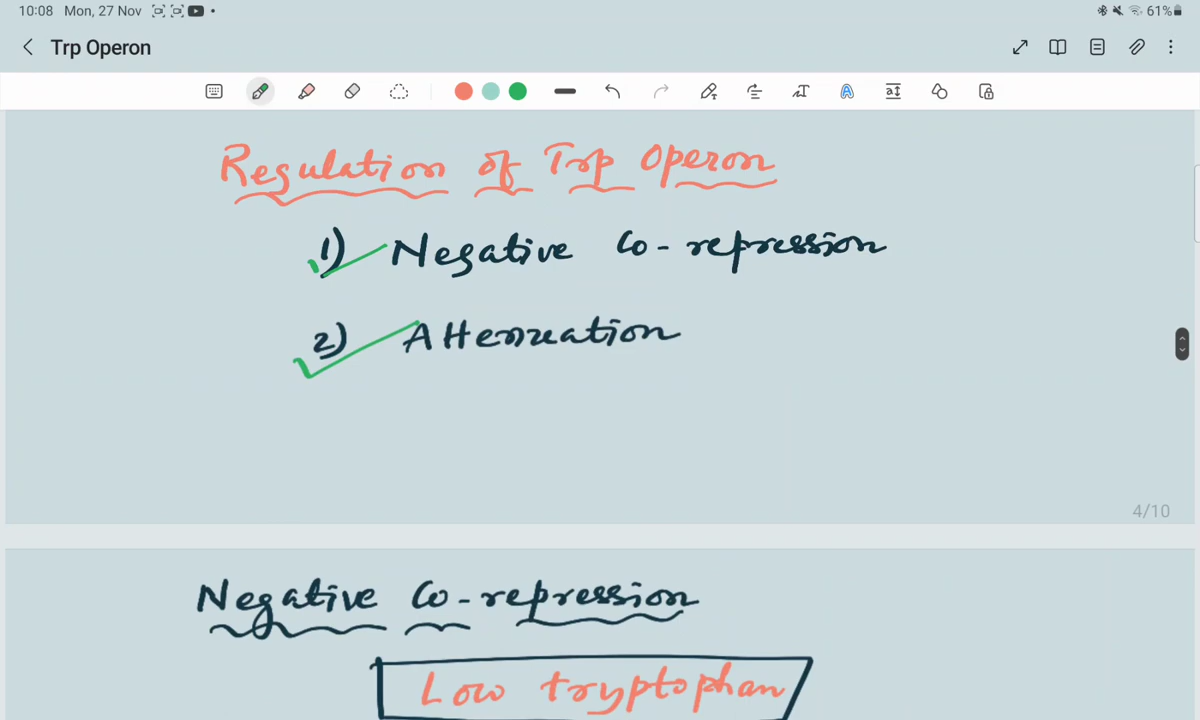 10:08 Mon, 27 Nov
61%
Trp Operon
Regulation of Trp Operon
1) Negative Co-repression
2) Attenuation
4/10
Negative Co-repression
Low tryptophan